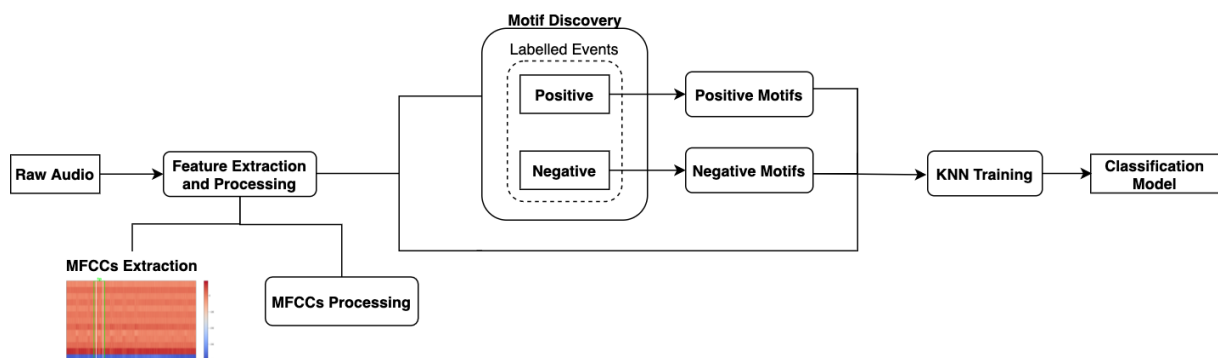 Motif Discovery
Labelled Events
Positive
Positive Motifs
Raw Audio
Feature Extraction
and Processing
Negative
Negative Motifs
KNN Training
Classification
Model
MFCCs Extraction
MFCCs Processing